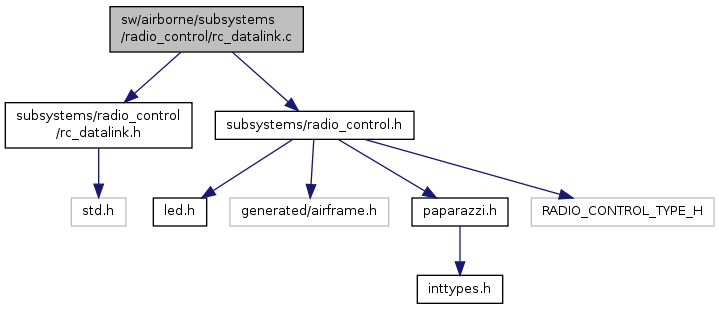 sw/airborne/subsystems
/radio_control/rc_datalink.c
subsystems/radio_control
/rc_datalink.h
subsystems/radio_control.h
std.h
led.h
generated/airframe.h
paparazzi.h
RADIO_CONTROL_TYPE_H
inttypes.h